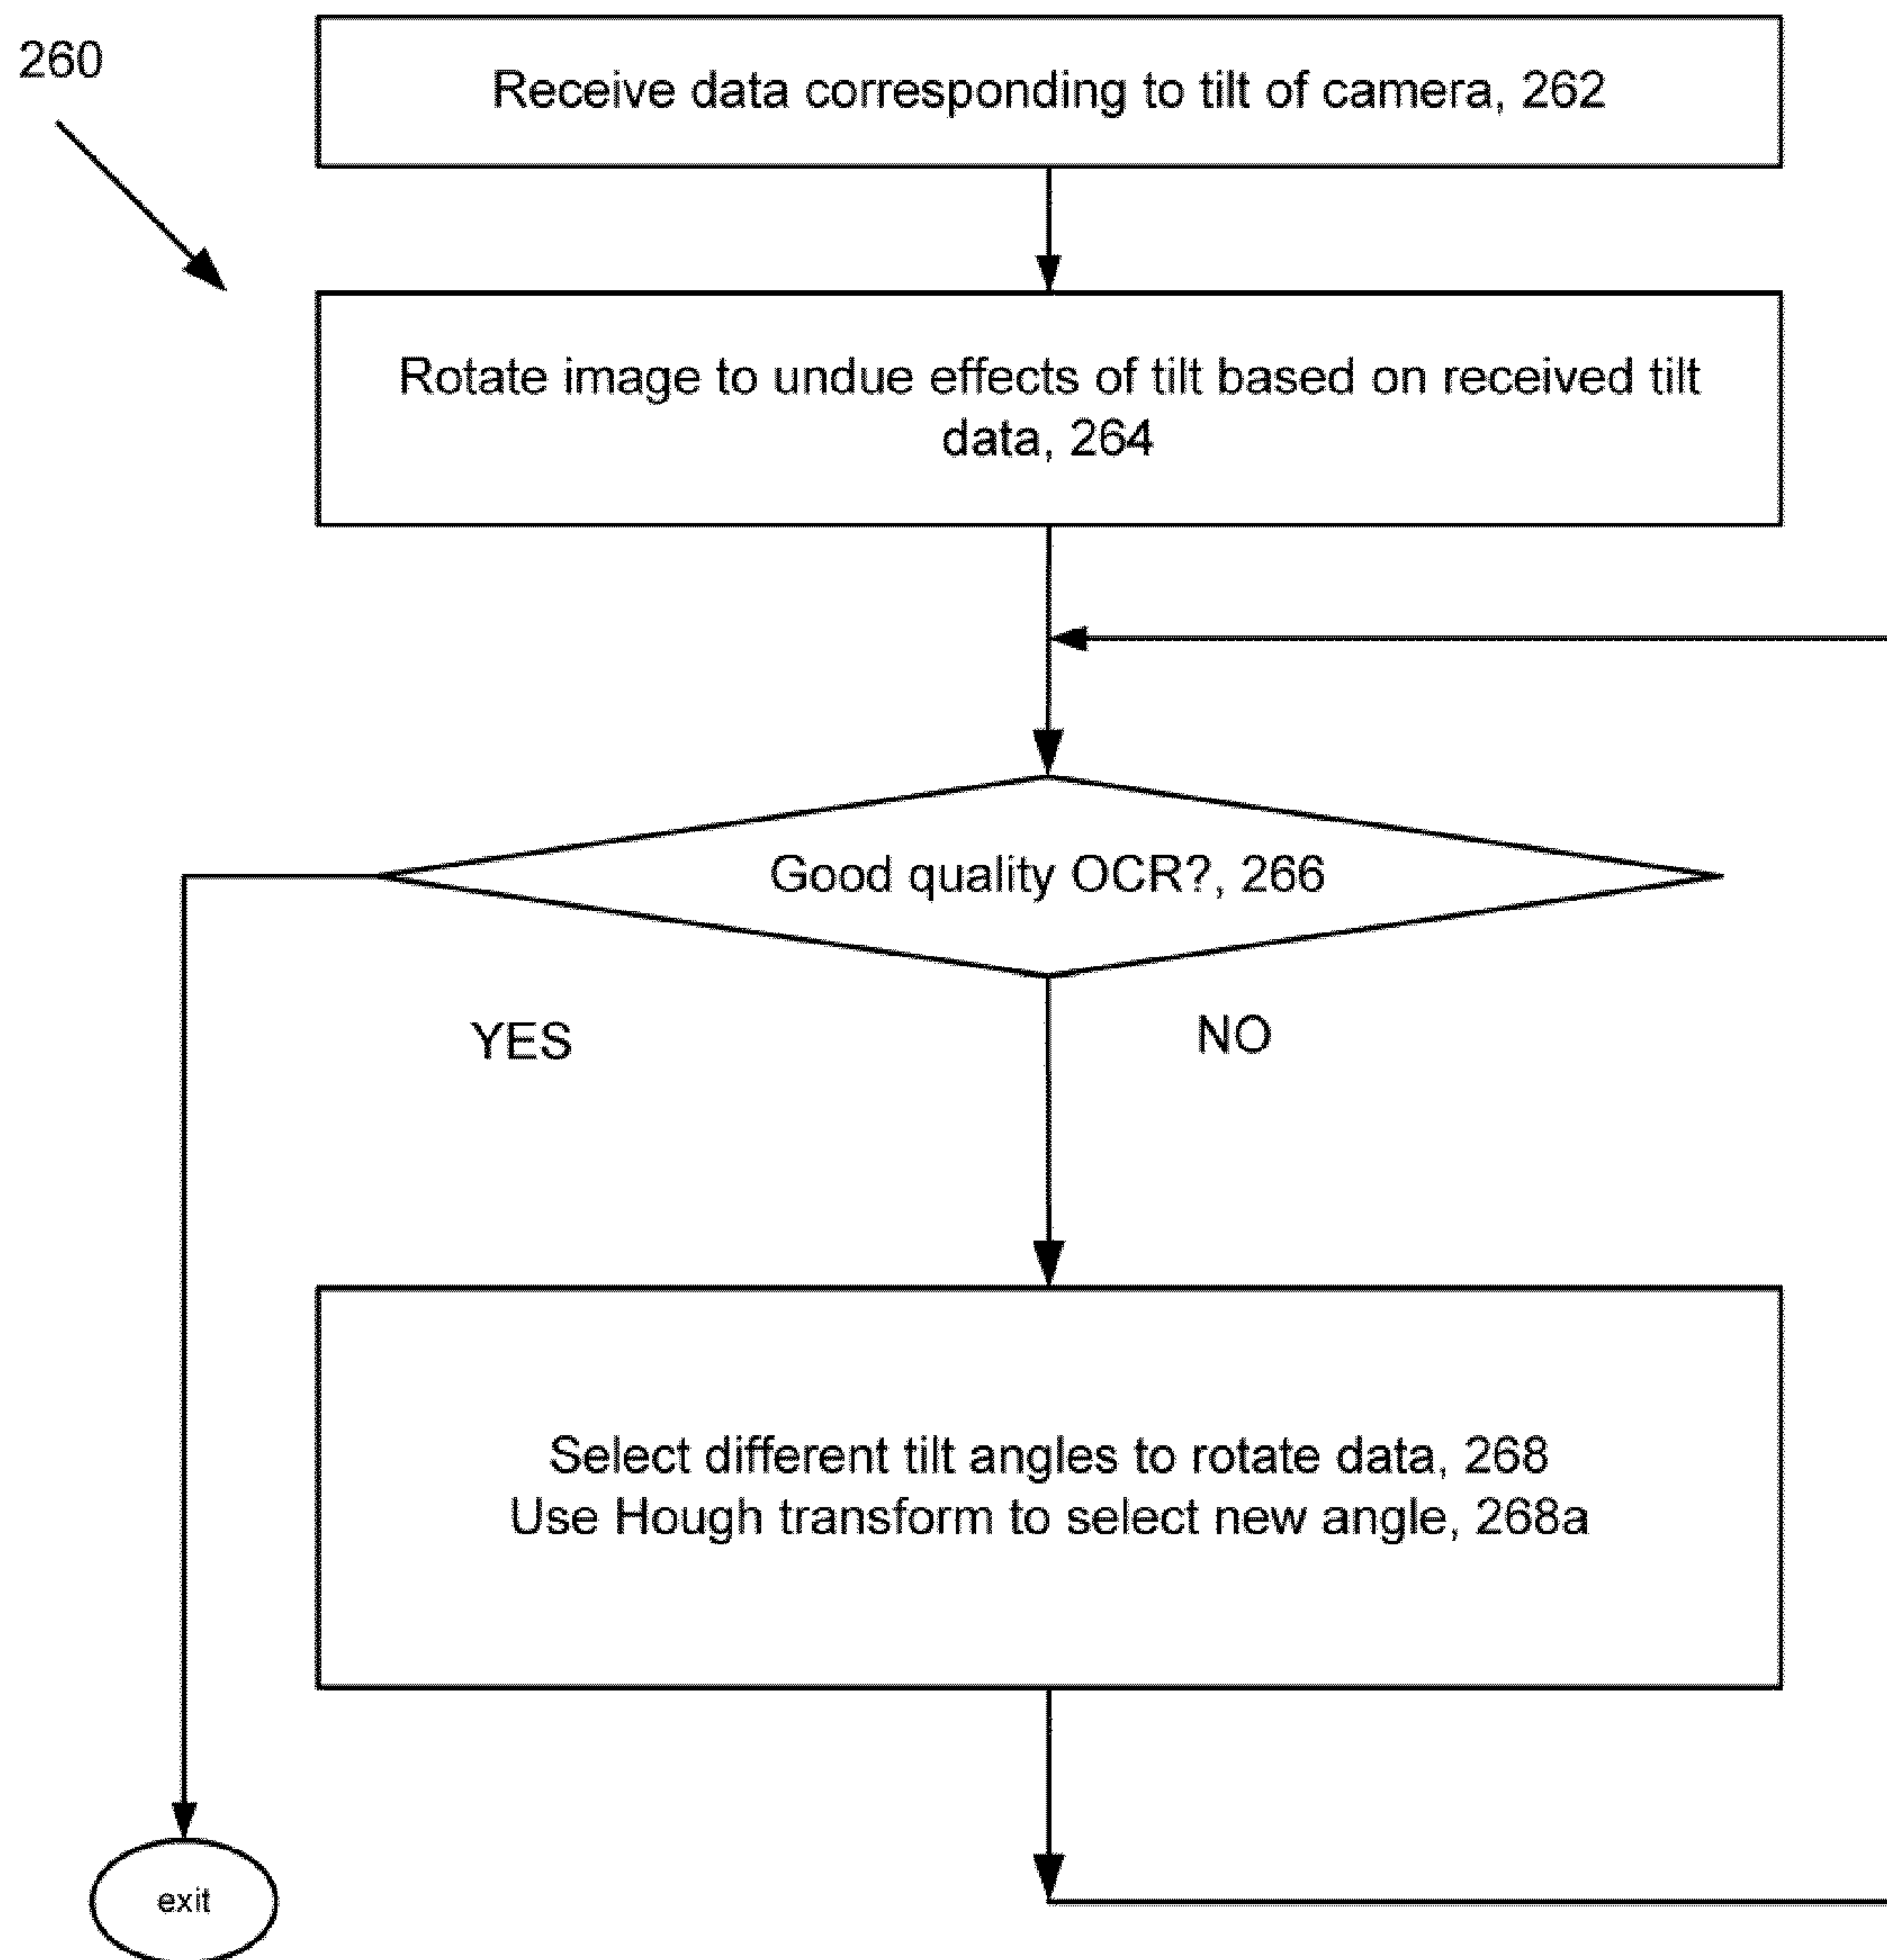 260
Receive data corresponding to tilt of camera, 262
Rotate image to undue effects of tilt based on received tilt
data, 264
Good quality OCR?, 266
YES
NO
Select different tilt angles to rotate data, 268
Use Hough transform to select new angle, 268a
exit